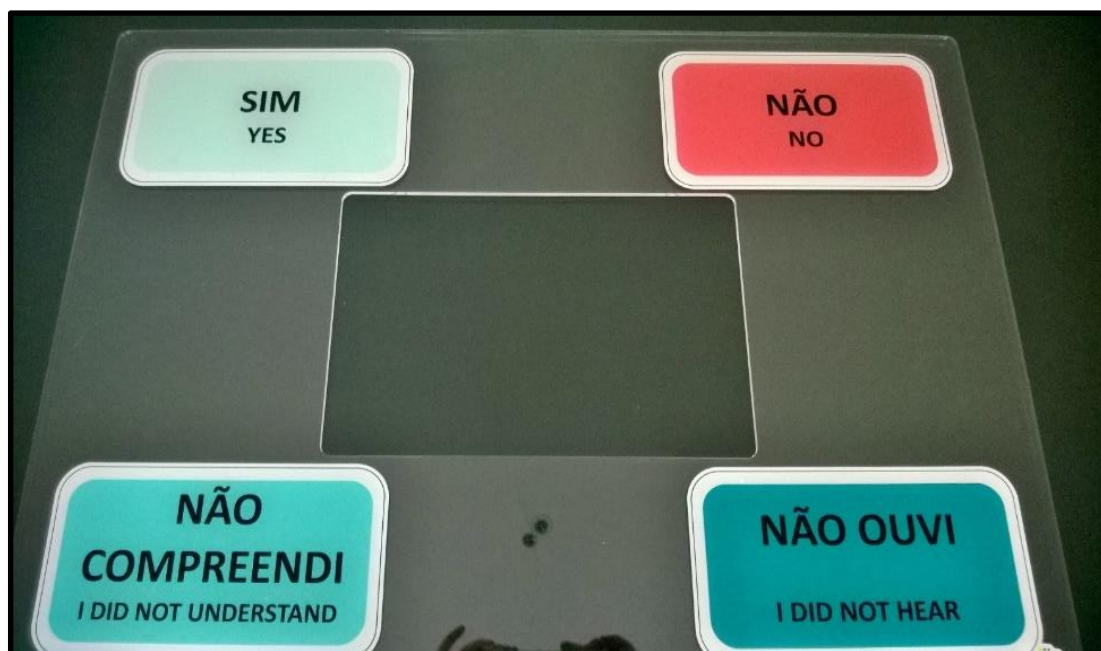 SIM
YES
NÃO
NO
NÃO
COMPREENDI
I DID NOT UNDERSTAND
NÃO OUVI
I DID NOT HEAR